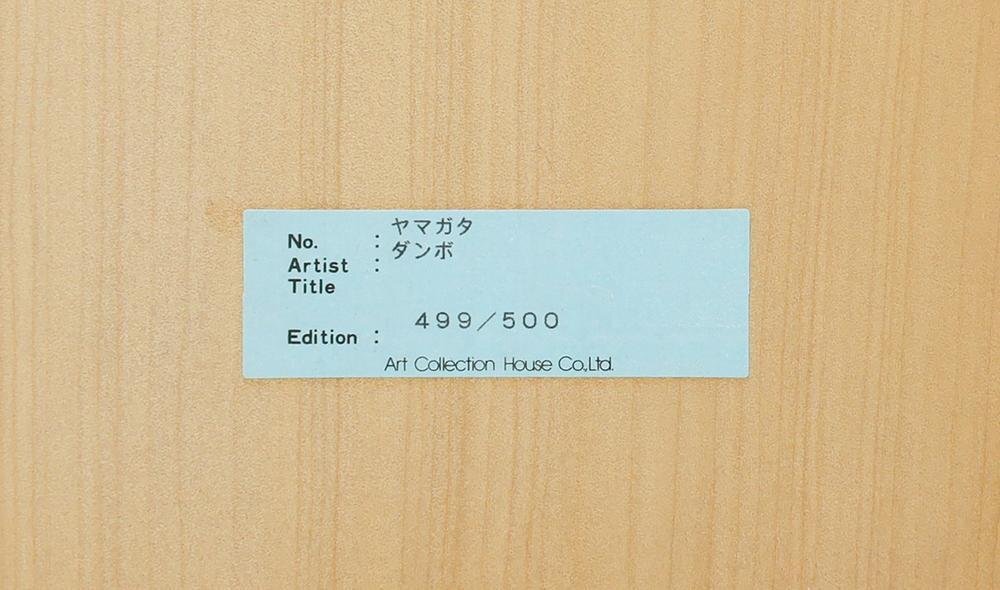 ヤマガタ
No. :
ダンボ
Artist :
Title
499/500
Edition :
Art Collection House Co.,Ltd.